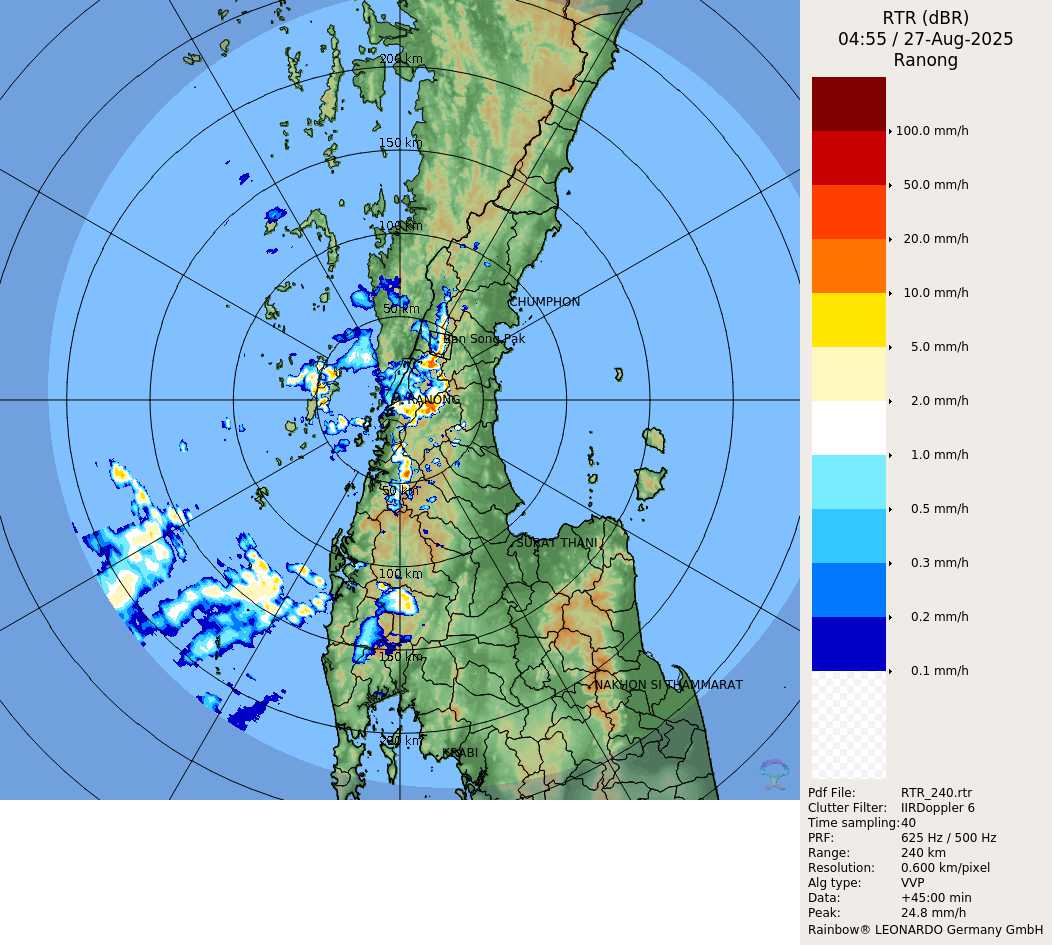 RTR (dBR)
04:55 / 27-Aug-2025
Ranong
200 km
150 km
100 km
50 km
CHUMPHON
Ban Song Pak
RANONG
50 km
SURAT THANI
100 km
150 km
NAKHON SI THAMMARAT
200 km
KRABI
100.0 mm/h
50.0 mm/h
20.0 mm/h
10.0 mm/h
5.0 mm/h
2.0 mm/h
1.0 mm/h
0.5 mm/h
0.3 mm/h
0.2 mm/h
0.1 mm/h
Pdf File: RTR_240.rtr
Clutter Filter: IIRDoppler 6
Time sampling:40
PRF: 625 Hz / 500 Hz
Range: 240 km
Resolution: 0.600 km/pixel
Alg type: VVP
Data: +45:00 min
Peak: 24.8 mm/h
Rainbow® LEONARDO Germany GmbH